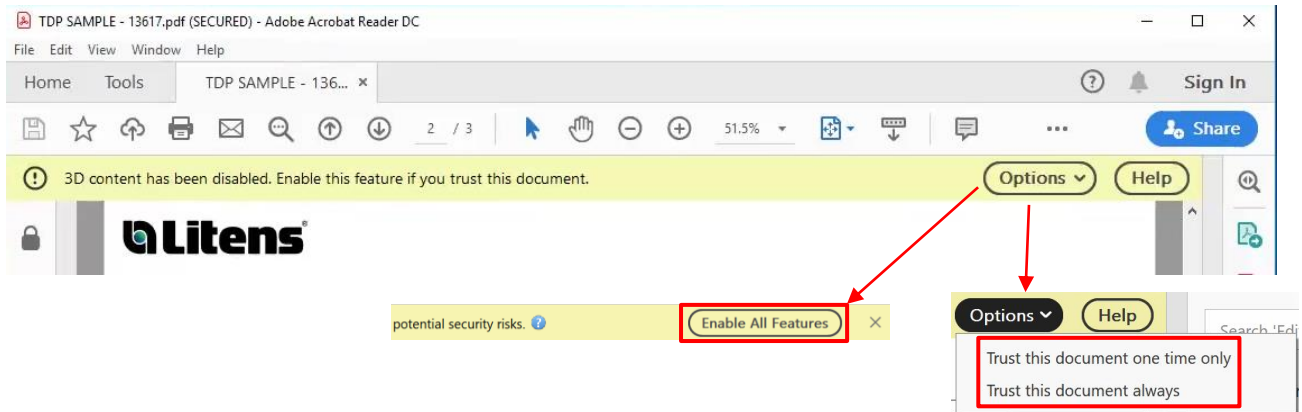 TDP SAMPLE - 13617.pdf (SECURED) - Adobe Acrobat Reader DC
File Edit View Window Help
Home Tools TDP SAMPLE - 136... ×
Sign In
2 / 3 51.5% Share
3D content has been disabled. Enable this feature if you trust this document. Options Help
Litens®
potential security risks. Enable All Features
Options Help
Search 'Edi
Trust this document one time only
Trust this document always